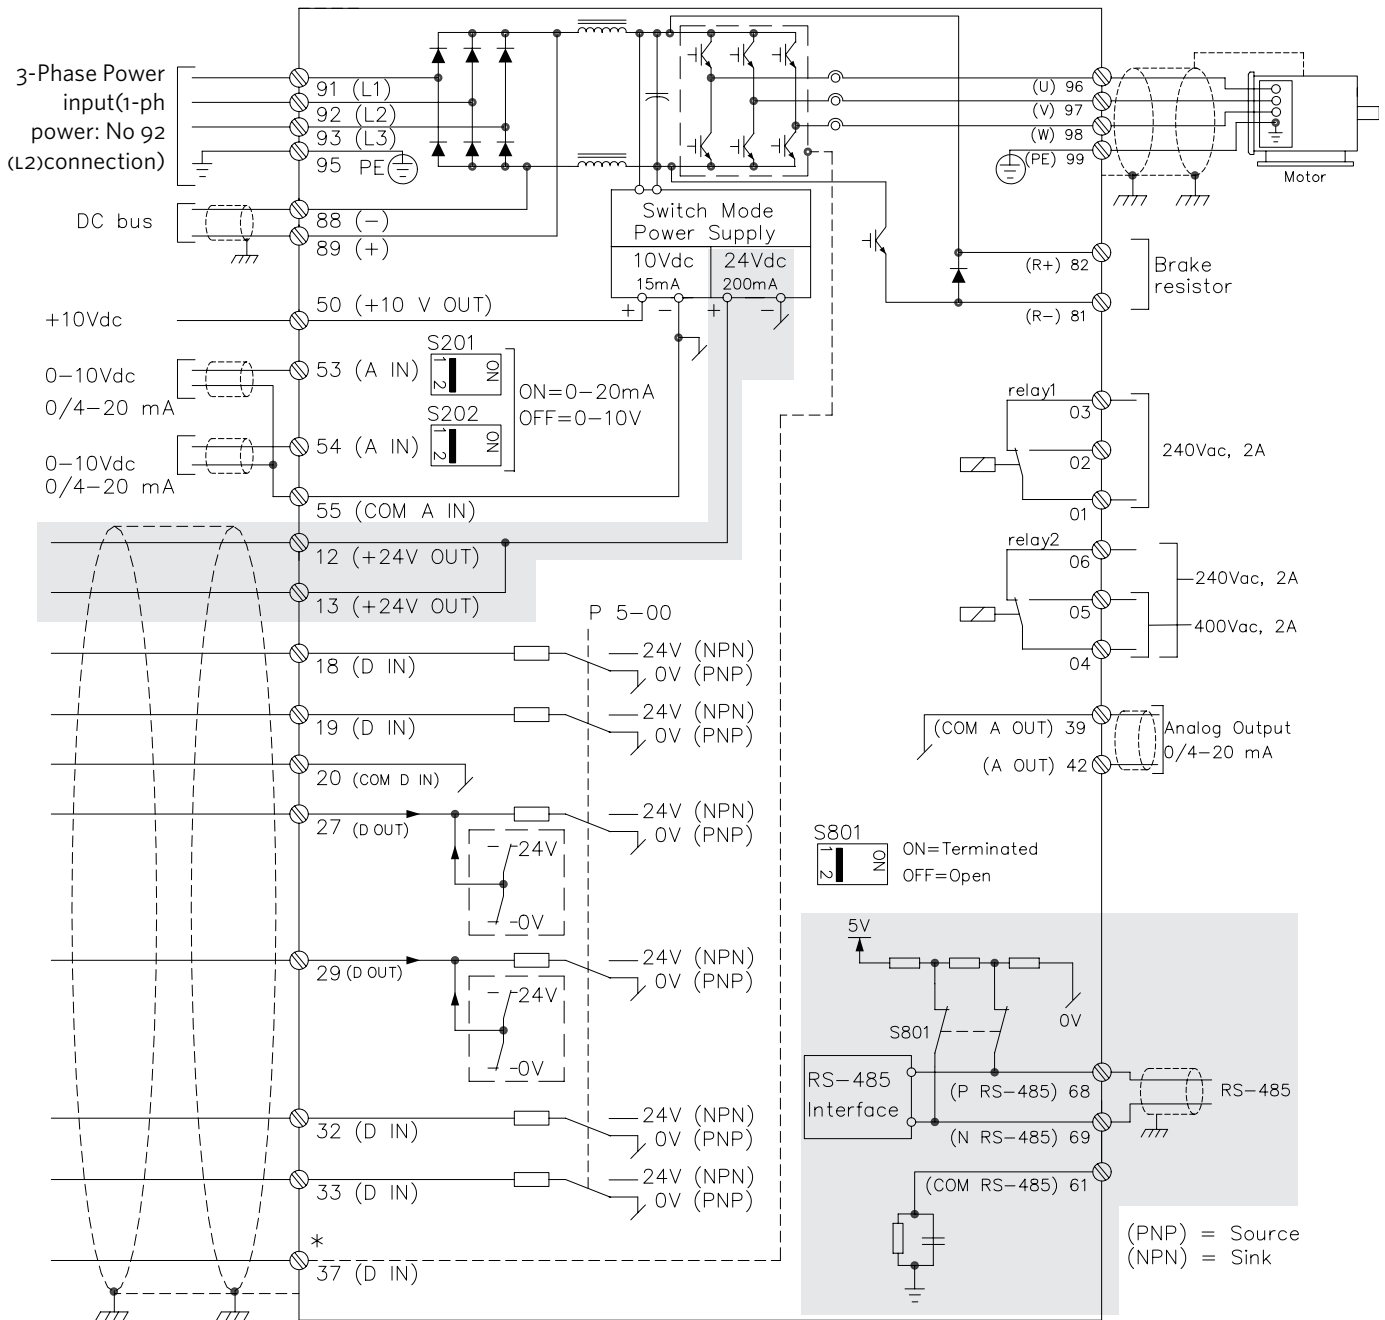 3-Phase Power
input(1-ph
power: No 92
(L2)connection)
91 (L1)
92 (L2)
93 (L3)
95 PE
DC bus
88 (-)
89 (+)
Switch Mode
Power Supply
10Vdc
15mA
24Vdc
200mA
+ - + -
+10Vdc
50 (+10 V OUT)
S201
1 2 ON
0-10Vdc
0/4-20 mA
53 (A IN)
ON=0-20mA
OFF=0-10V
S202
1 2 ON
0-10Vdc
0/4-20 mA
54 (A IN)
55 (COM A IN)
12 (+24V OUT)
13 (+24V OUT)
P 5-00
18 (D IN)
24V (NPN)
0V (PNP)
19 (D IN)
24V (NPN)
0V (PNP)
20 (COM D IN)
27 (D OUT)
24V (NPN)
0V (PNP)
24V
0V
29 (D OUT)
24V (NPN)
0V (PNP)
24V
0V
32 (D IN)
24V (NPN)
0V (PNP)
33 (D IN)
24V (NPN)
0V (PNP)
*
37 (D IN)
(U) 96
(V) 97
(W) 98
(PE) 99
Motor
(R+) 82
Brake
resistor
(R-) 81
relay1
03
02
240Vac, 2A
01
relay2
06
240Vac, 2A
05
400Vac, 2A
04
(COM A OUT) 39
Analog Output
0/4-20 mA
(A OUT) 42
S801
1 2 ON
ON=Terminated
OFF=Open
5V
0V
S801
RS-485
Interface
(P RS-485) 68
RS-485
(N RS-485) 69
(COM RS-485) 61
(PNP) = Source
(NPN) = Sink